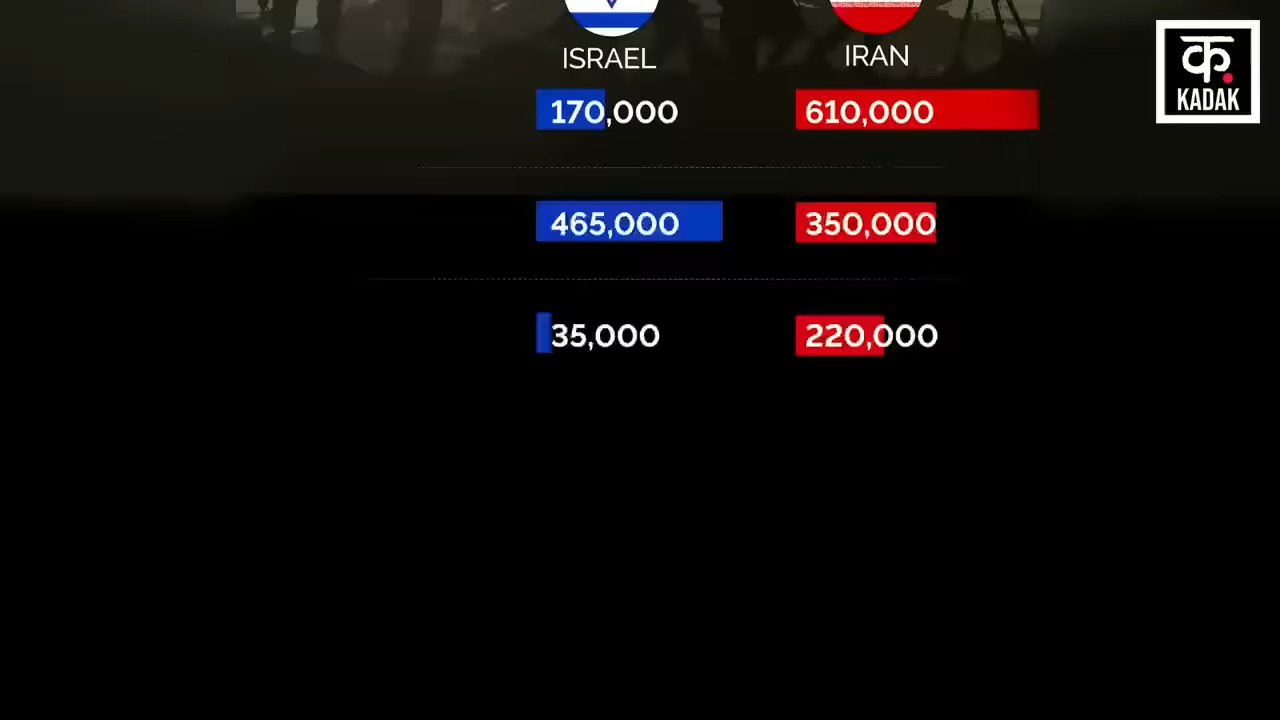 ISRAEL IRAN
क.
KADAK
170,000 610,000
465,000 350,000
35,000 220,000